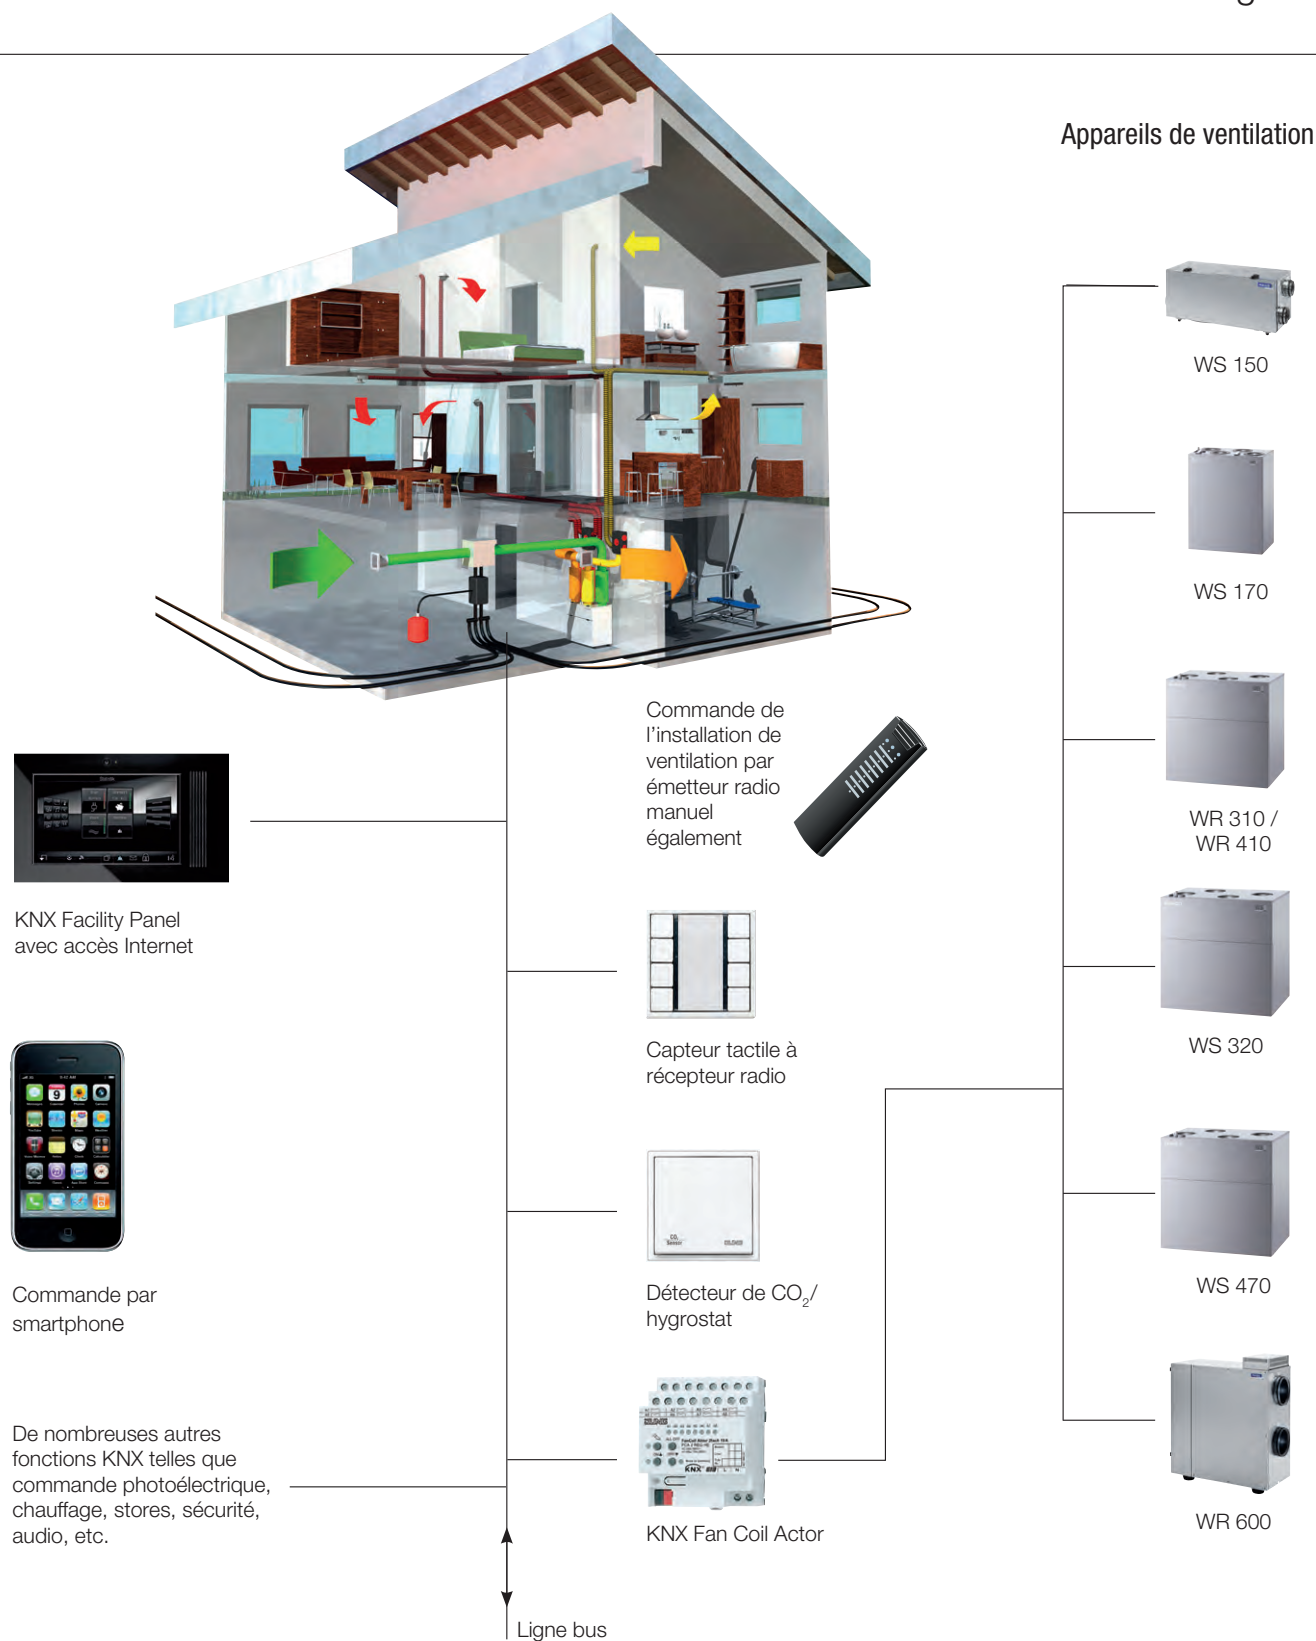 Appareils de ventilation
WS 150
WS 170
Commande de
l’installation de
ventilation par
émetteur radio
manuel
également
WR 310 /
WR 410
KNX Facility Panel
avec accès Internet
WS 320
Capteur tactile à
récepteur radio
CO₂
Sensor
WS 470
Commande par
smartphone
Détecteur de CO₂/
hygrostat
De nombreuses autres
fonctions KNX telles que
commande photoélectrique,
chauffage, stores, sécurité,
audio, etc.
KNX
KNX Fan Coil Actor
WR 600
Ligne bus